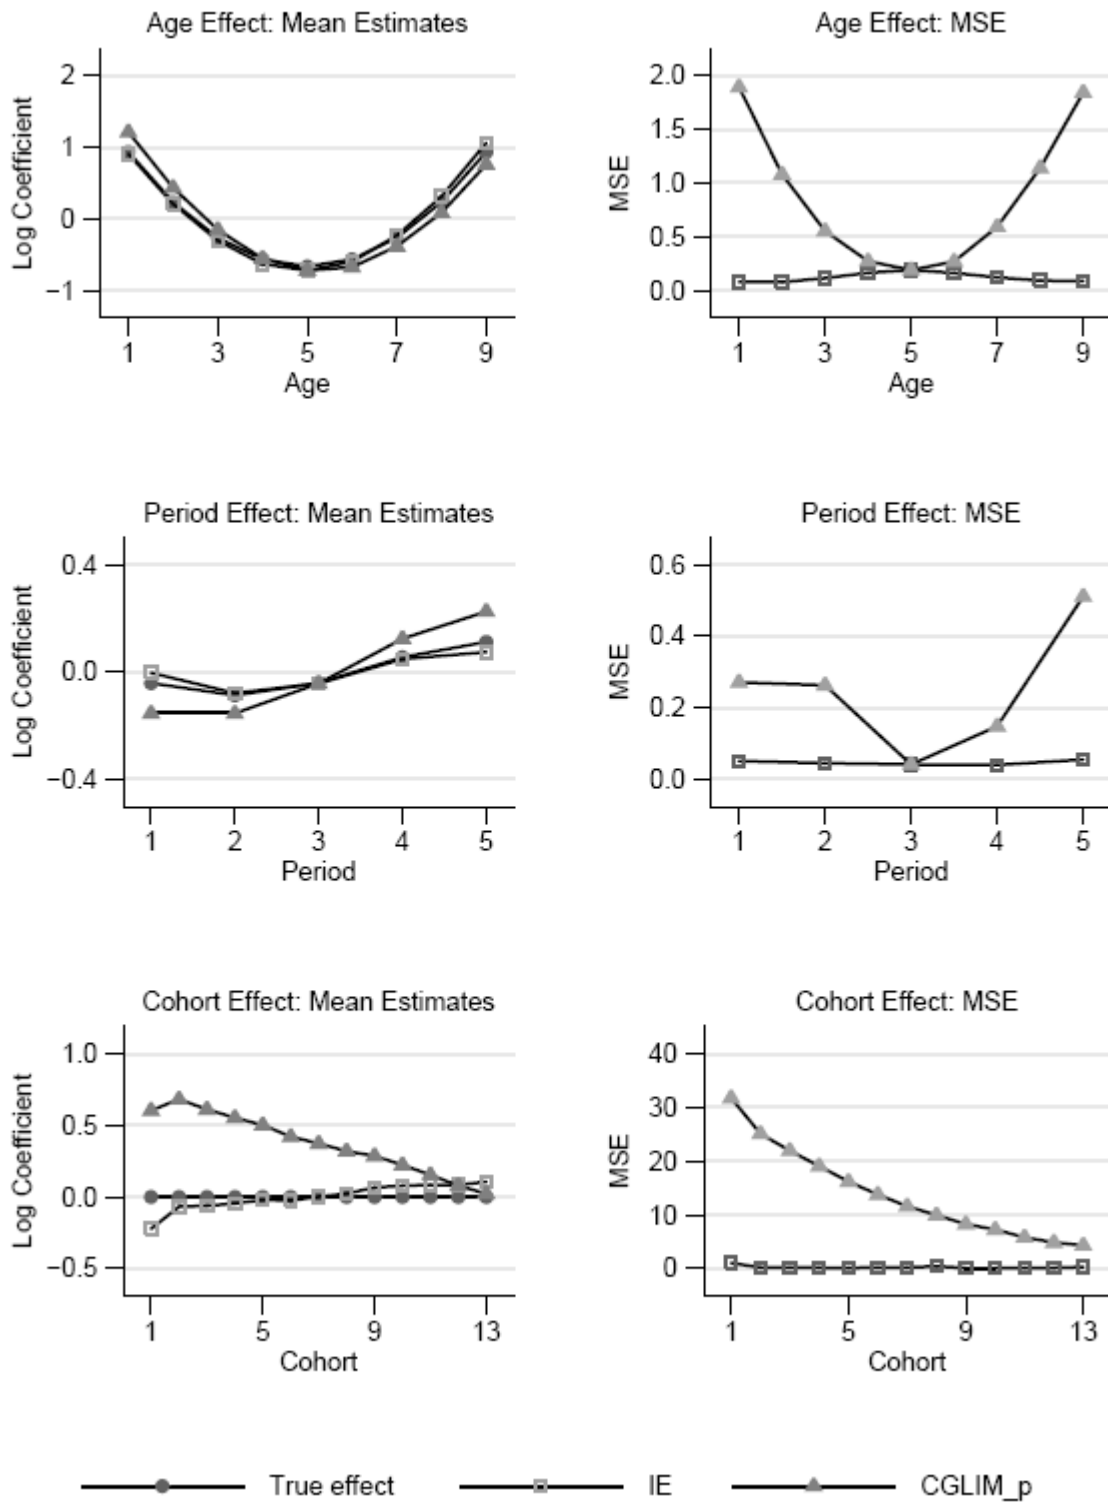 Age Effect: Mean Estimates
Log Coefficient
2
1
0
−1
1 3 5 7 9
Age
Age Effect: MSE
MSE
2.0
1.5
1.0
0.5
0.0
1 3 5 7 9
Age
Period Effect: Mean Estimates
Log Coefficient
0.4
0.0
−0.4
1 2 3 4 5
Period
Period Effect: MSE
MSE
0.6
0.4
0.2
0.0
1 2 3 4 5
Period
Cohort Effect: Mean Estimates
Log Coefficient
1.0
0.5
0.0
−0.5
1 5 9 13
Cohort
Cohort Effect: MSE
MSE
40
30
20
10
0
1 5 9 13
Cohort
True effect IE CGLIM_p